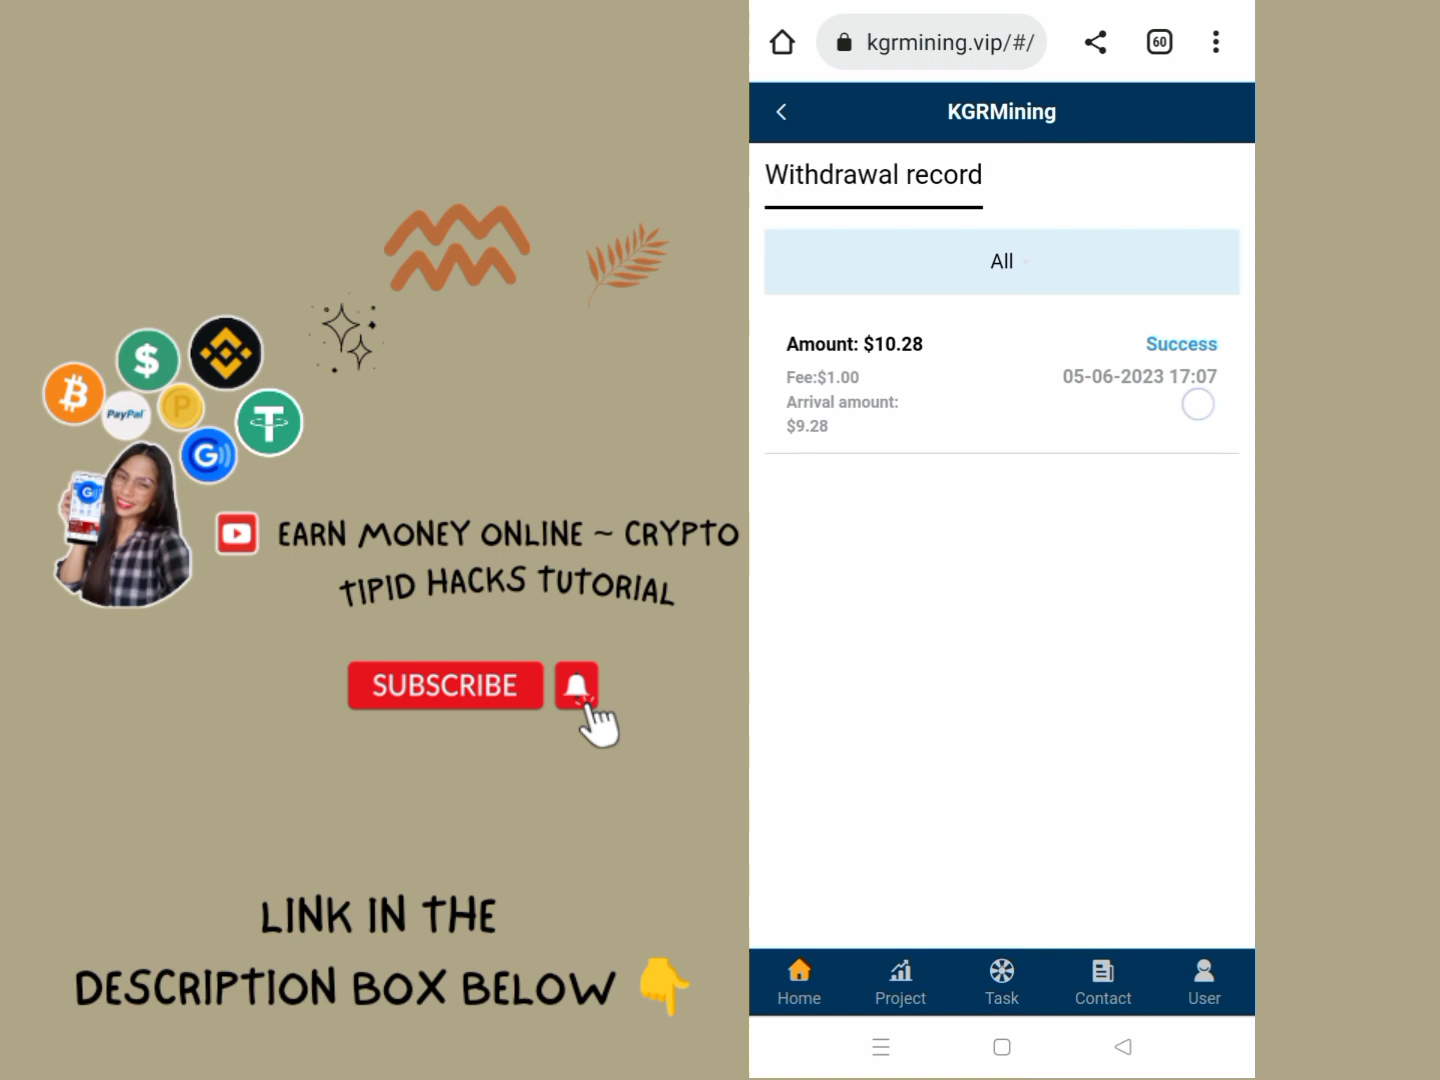 kgrmining.vip/#/
60
KGRMining
Withdrawal record
All
Amount: $10.28
Success
Fee:$1.00
05-06-2023 17:07
Arrival amount:
$9.28
Home
Project
Task
Contact
User
$
PayPal
P
G
EARN MONEY ONLINE ~ CRYPTO
TIPID HACKS TUTORIAL
SUBSCRIBE
LINK IN THE
DESCRIPTION BOX BELOW 👇